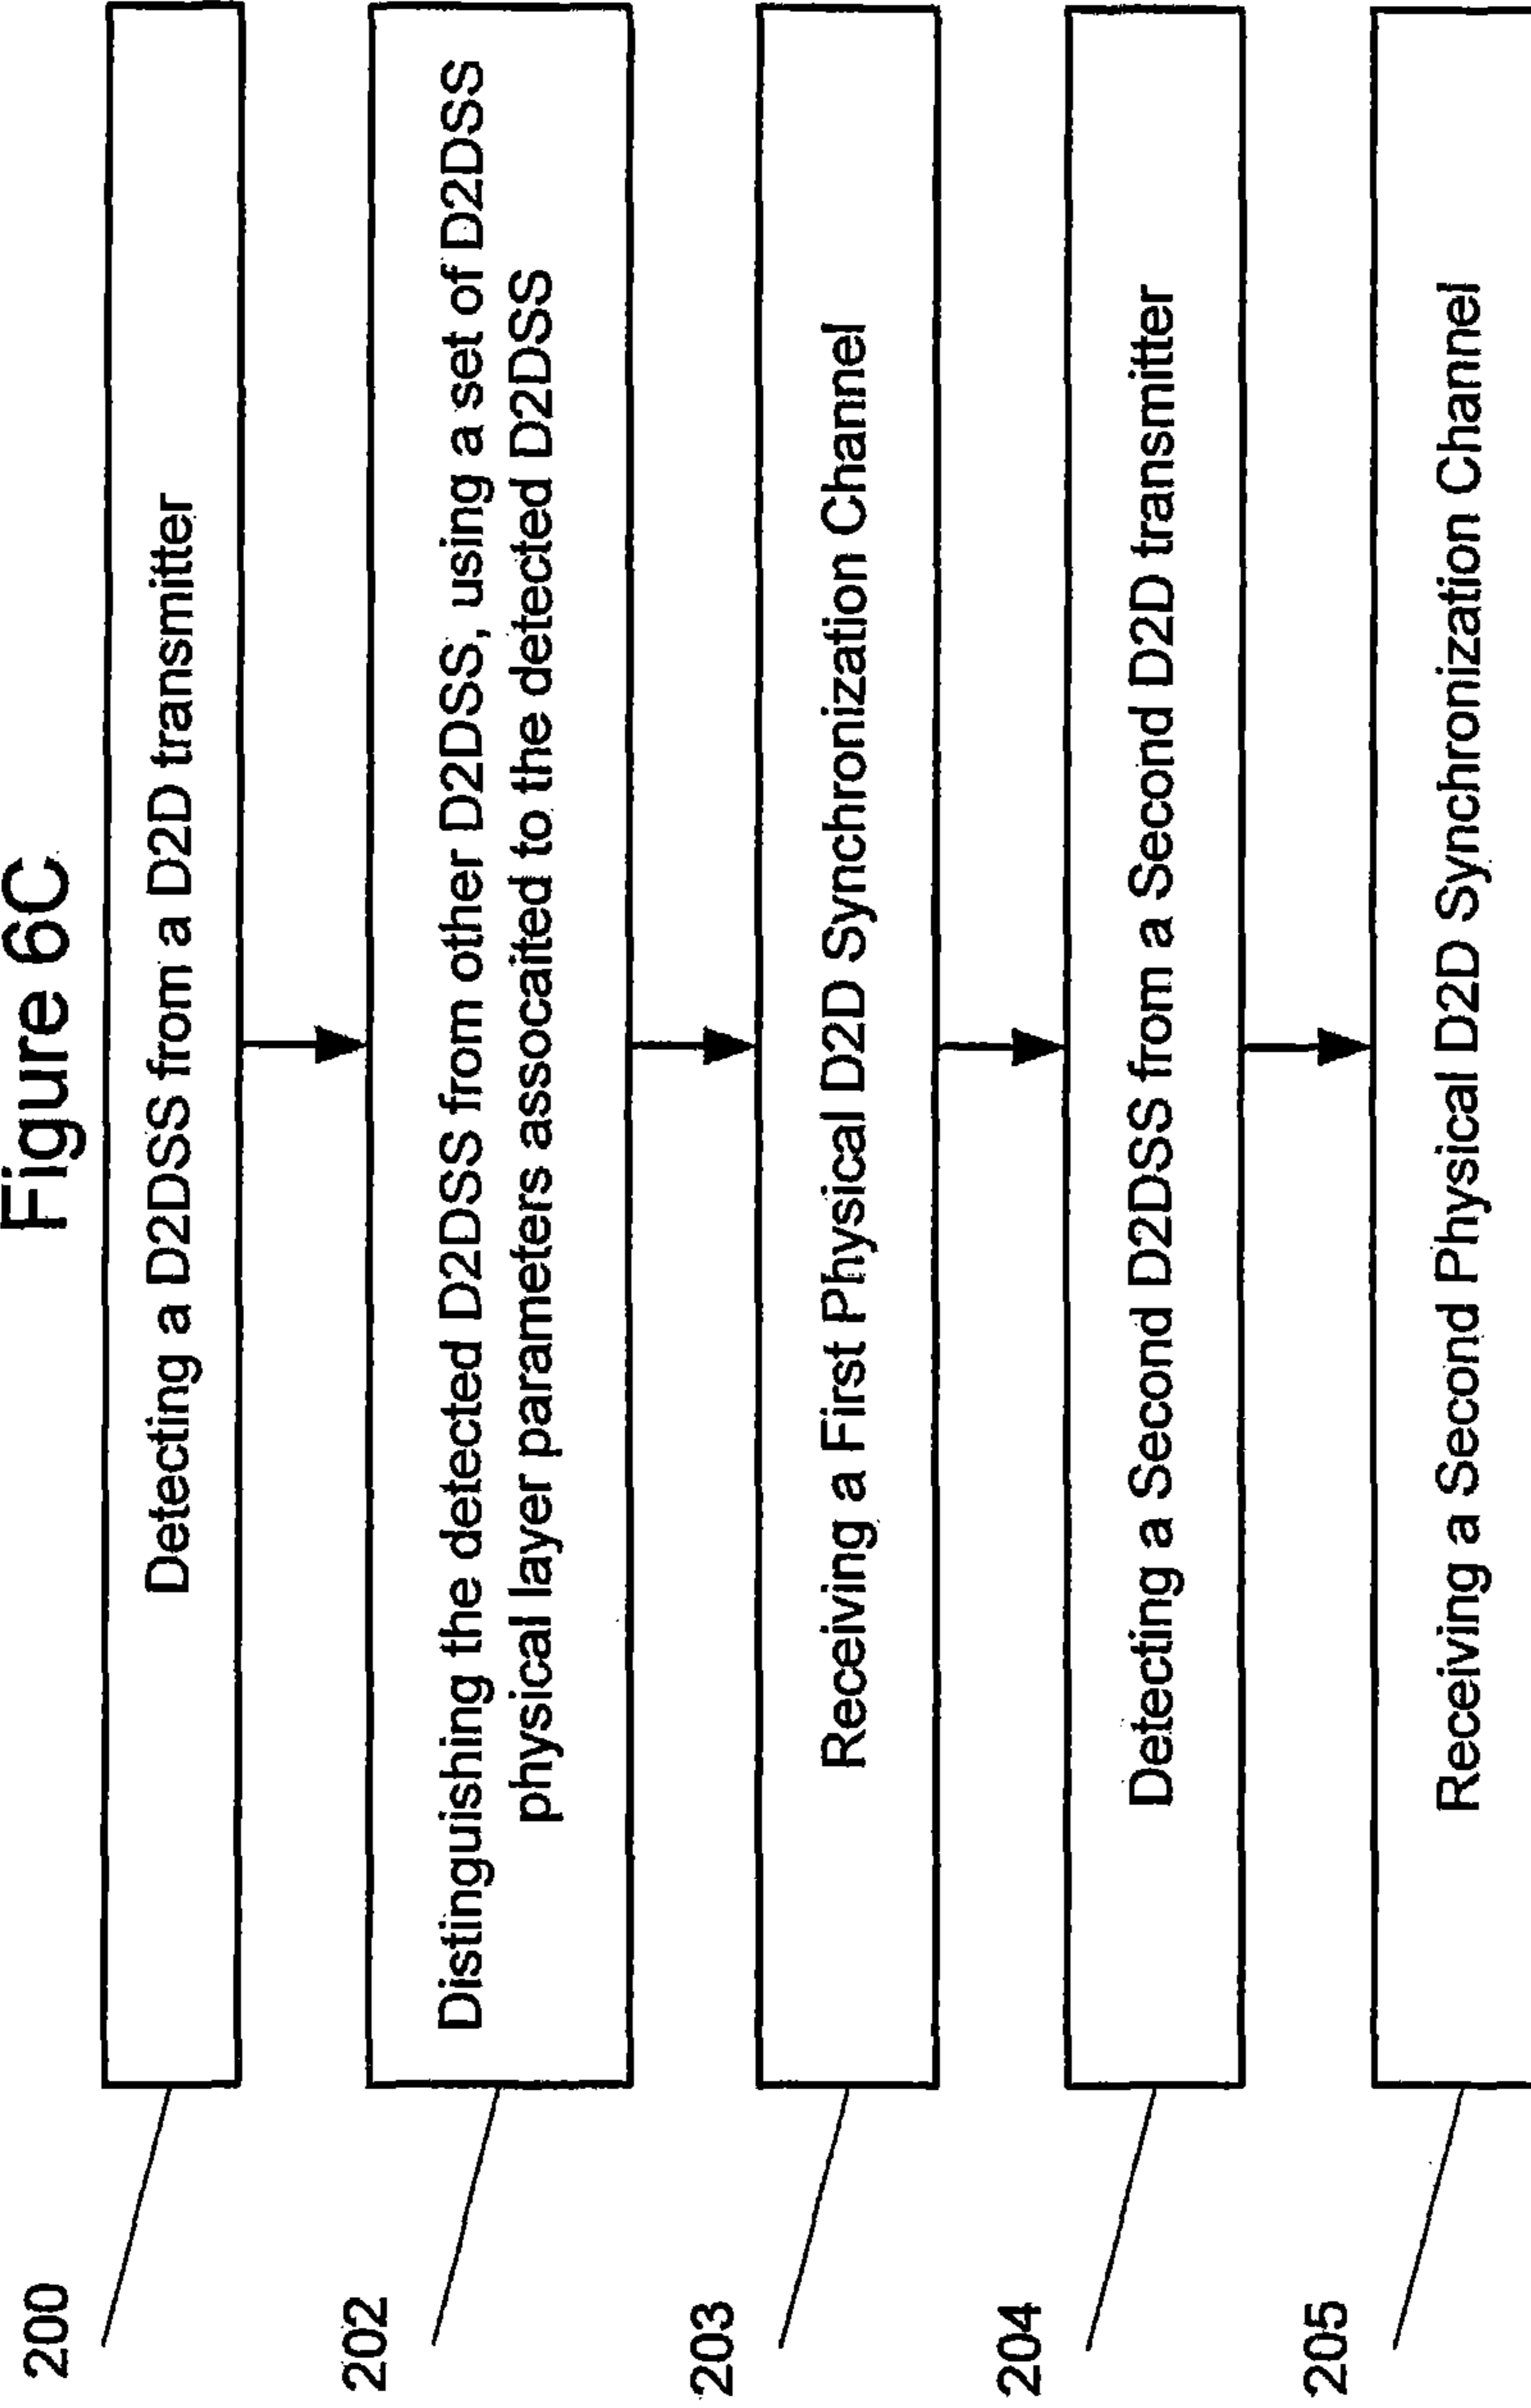 Figure 6C
200
Detecting a D2DSS from a D2D transmitter
202
Distinguishing the detected D2DSS from other D2DSS, using a set of D2DSS
physical layer parameters assocaited to the detected D2DSS
203
Receiving a First Physical D2D Synchronization Channel
204
Detecting a Second D2DSS from a Second D2D transmitter
205
Receiving a Second Physical D2D Synchronization Channel